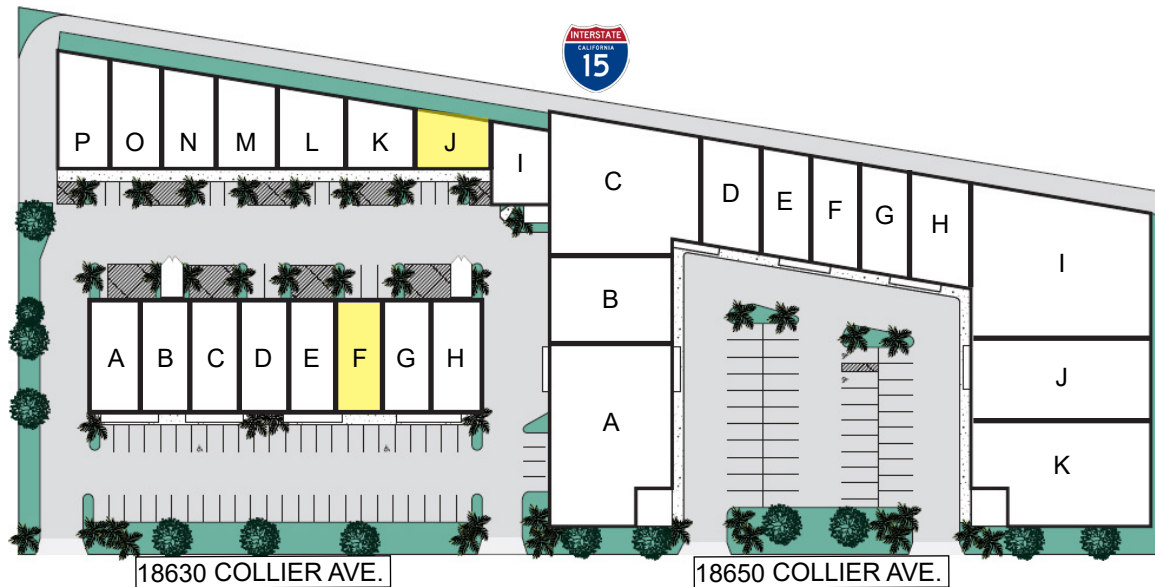 INTERSTATE
CALIFORNIA
15
P O N M L K J I
C D E F G H I
A B C D E F G H
B
A
J
K
18630 COLLIER AVE.
18650 COLLIER AVE.